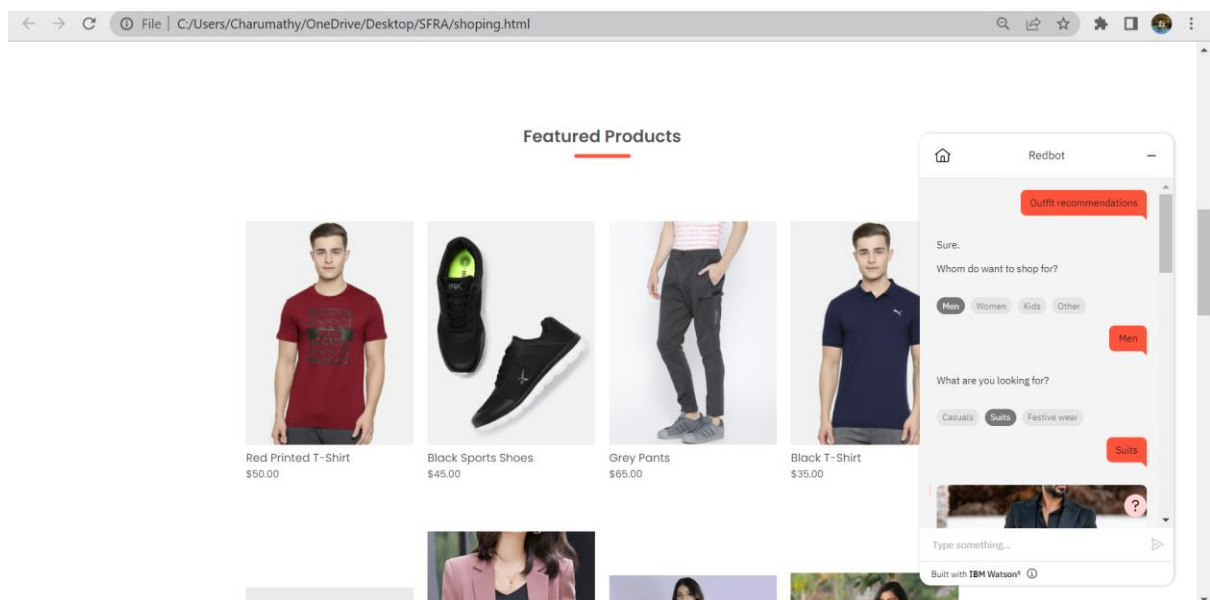 File | C:/Users/Charumathy/OneDrive/Desktop/SFRA/shoping.html
Featured Products
Red Printed T-Shirt
$50.00
Black Sports Shoes
$45.00
Grey Pants
$65.00
Black T-Shirt
$35.00
Redbot
Outfit recommendations
Sure.
Whom do want to shop for?
Men Women Kids Other
Men
What are you looking for?
Casuals Suits Festive wear
Suits
?
Type something...
Built with IBM Watson®